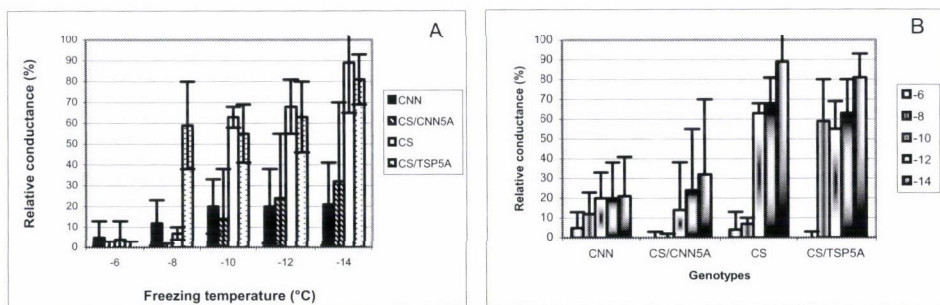 A
Relative conductance (%)
100
90
80
70
60
50
40
30
20
10
0
-6
-8
-10
-12
-14
Freezing temperature (°C)
CNN
CS/CNN5A
CS
CS/TSP5A
B
Relative conductance (%)
100
90
80
70
60
50
40
30
20
10
0
CNN
CS/CNN5A
CS
CS/TSP5A
Genotypes
-6
-8
-10
-12
-14